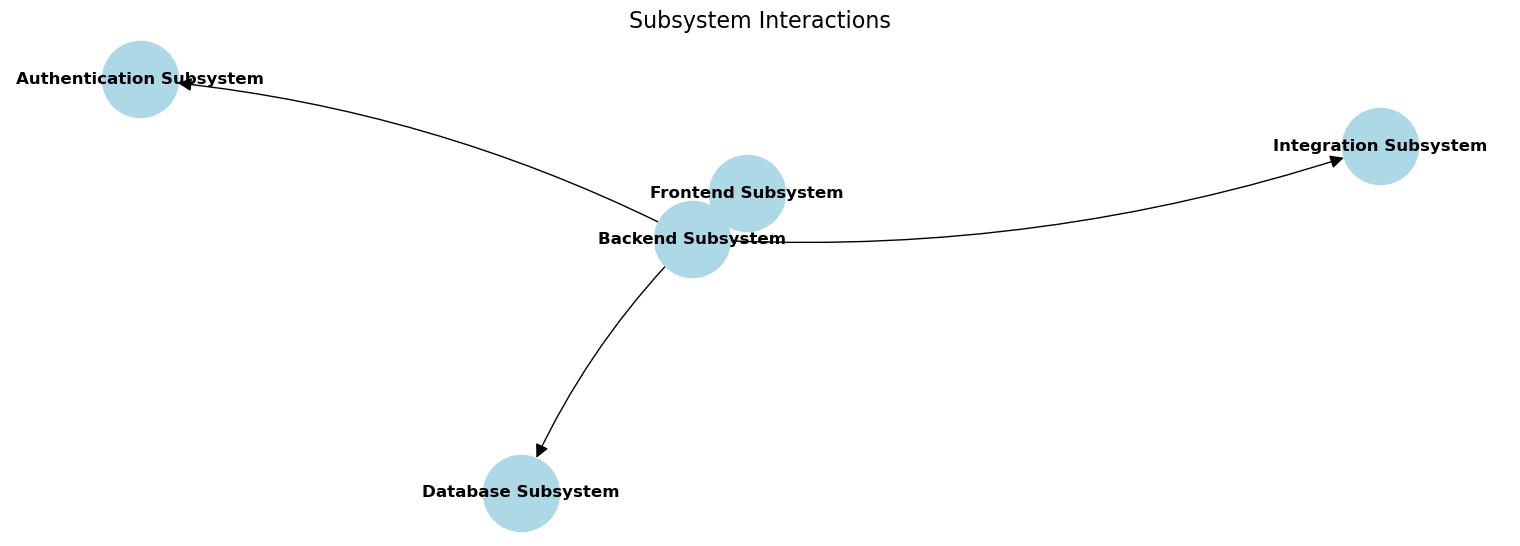 Subsystem Interactions
Authentication Subsystem
Integration Subsystem
Frontend Subsystem
Backend Subsystem
Database Subsystem